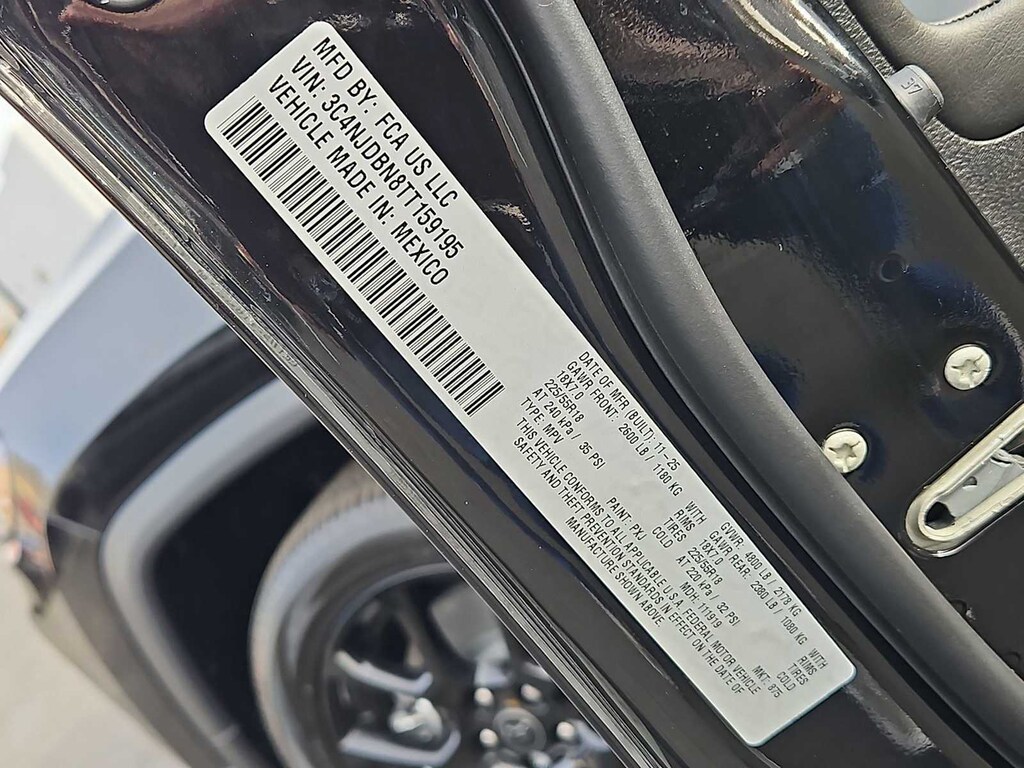 MFD BY: FCA US LLC
VIN: 3C4NJDBN8TT159195
VEHICLE MADE IN: MEXICO
DATE OF MFR (BUILT): 11-25 GVWR: 4800 LB / 2178 KG
GAWR FRONT: 2600 LB / 1180 KG WITH GAWR REAR: 2380 LB / 1080 KG WITH
18X7.0 RIMS 18X7.0 RIMS
225/55R18 TIRES 225/55R18 TIRES
AT 240 kPa / 35 PSI COLD AT 220 kPa / 32 PSI COLD
TYPE: MPV PAINT: PXJ MDH: 111919 MKT: 875
THIS VEHICLE CONFORMS TO ALL APPLICABLE U.S.A. FEDERAL MOTOR VEHICLE
SAFETY AND THEFT PREVENTION STANDARDS IN EFFECT ON THE DATE OF
MANUFACTURE SHOWN ABOVE.
37